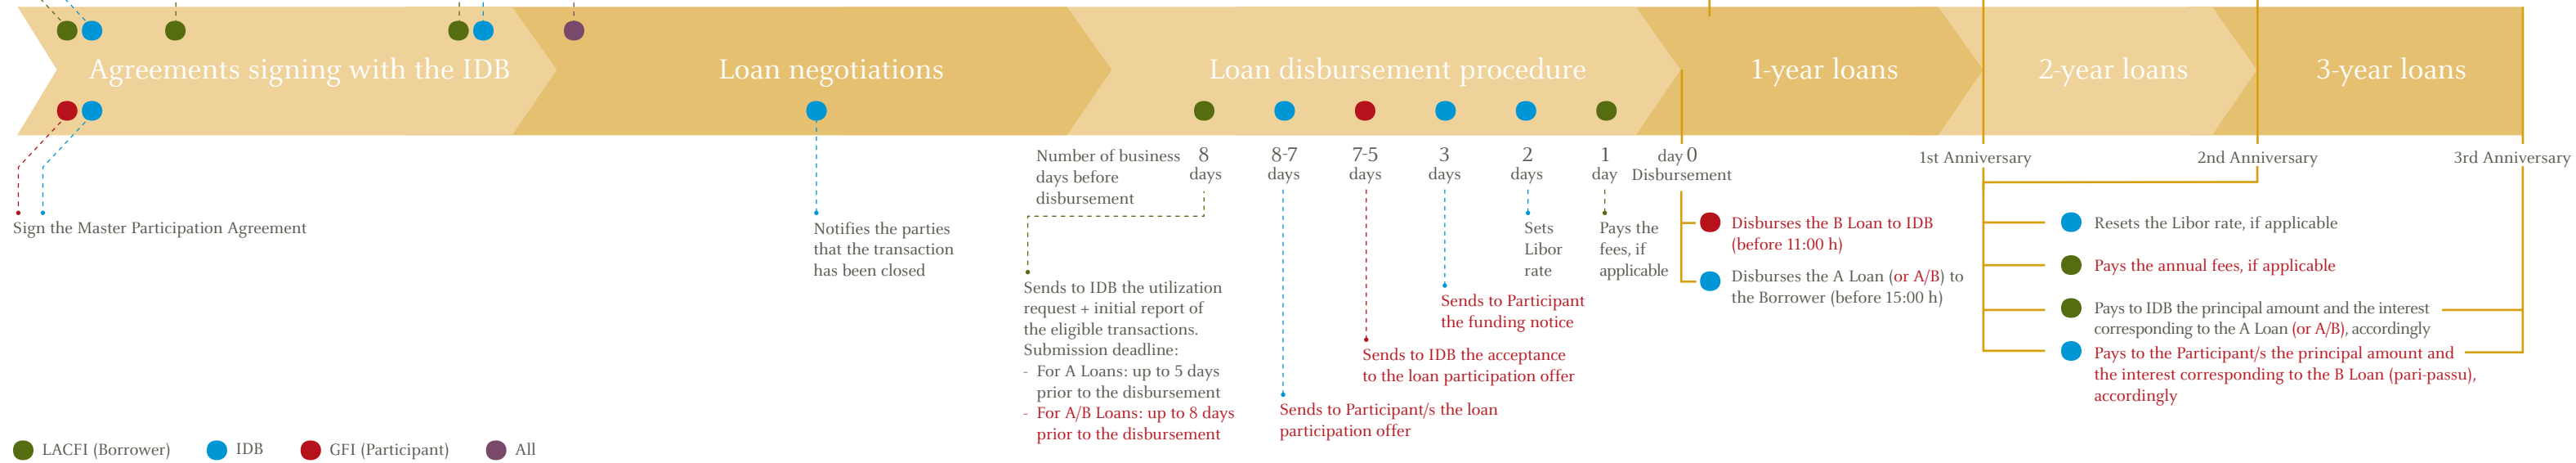 Agreements signing with the IDB
Loan negotiations
Loan disbursement procedure
1-year loans
2-year loans
3-year loans
Number of business
days before
disbursement
8
days
8-7
days
7-5
days
3
days
2
days
1
day
day 0
Disbursement
1st Anniversary
2nd Anniversary
3rd Anniversary
Sign the Master Participation Agreement
Notifies the parties
that the transaction
has been closed
Sends to IDB the utilization
request + initial report of
the eligible transactions.
Submission deadline:
- For A Loans: up to 5 days
prior to the disbursement
- For A/B Loans: up to 8 days
prior to the disbursement
Sends to Participant/s the loan
participation offer
Sends to IDB the acceptance
to the loan participation offer
Sends to Participant
the funding notice
Sets
Libor
rate
Pays the
fees, if
applicable
Disburses the B Loan to IDB
(before 11:00 h)
Disburses the A Loan (or A/B) to
the Borrower (before 15:00 h)
Resets the Libor rate, if applicable
Pays the annual fees, if applicable
Pays to IDB the principal amount and the interest
corresponding to the A Loan (or A/B), accordingly
Pays to the Participant/s the principal amount and
the interest corresponding to the B Loan (pari-passu),
accordingly
LACFI (Borrower)
IDB
GFI (Participant)
All